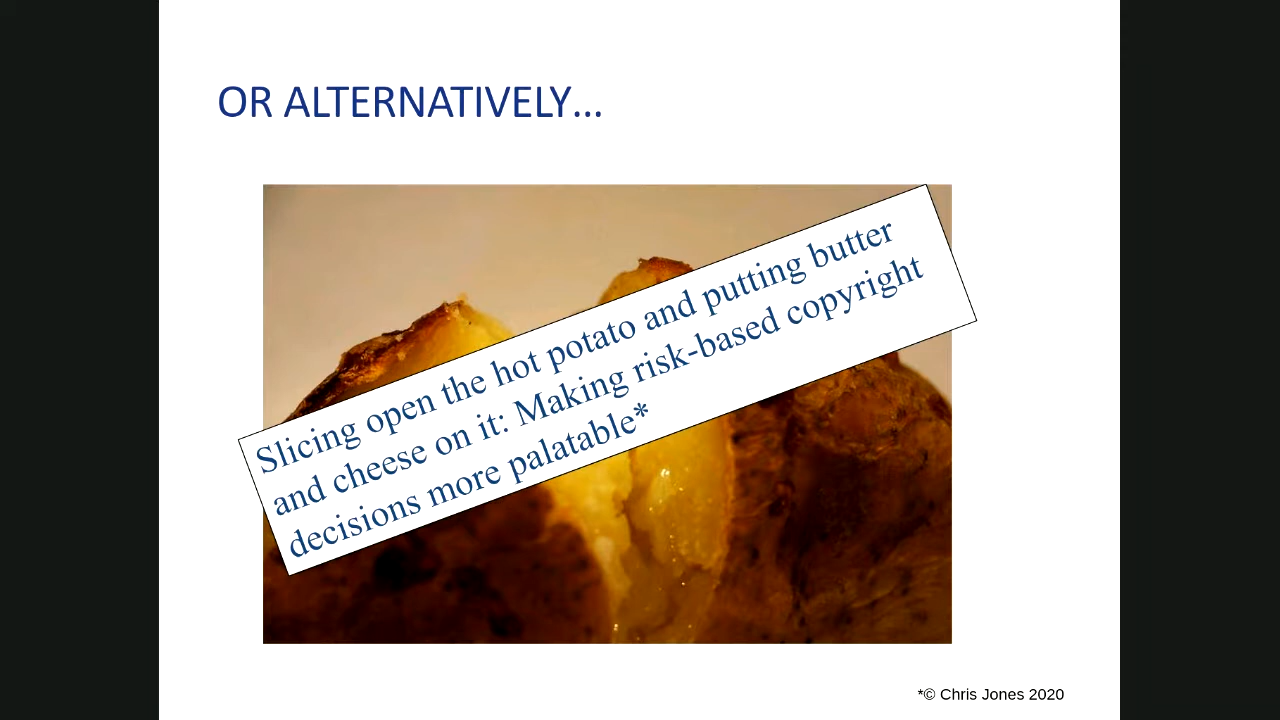 OR ALTERNATIVELY...
Slicing open the hot potato and putting butter
and cheese on it: Making risk-based copyright
decisions more palatable*
*© Chris Jones 2020